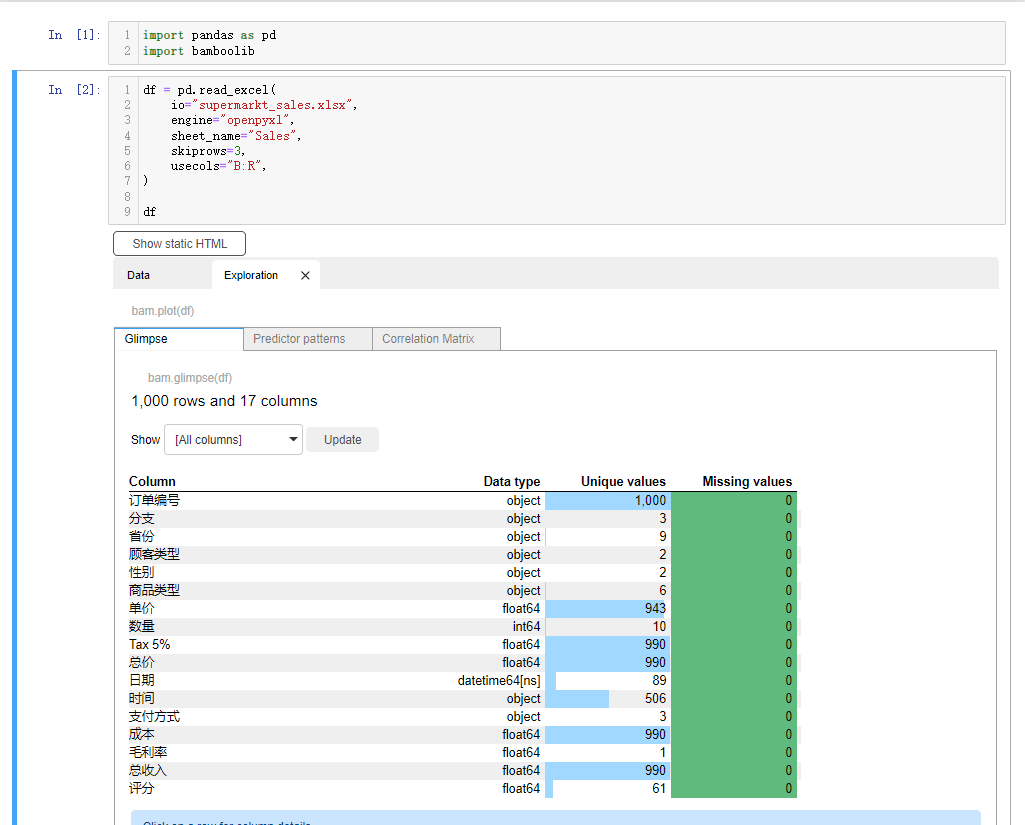 In [1]:
1 import pandas as pd
2 import bamboolib
In [2]:
1 df = pd.read_excel(
2     io="supermarkt_sales.xlsx",
3     engine="openpyxl",
4     sheet_name="Sales",
5     skiprows=3,
6     usecols="B:R",
7 )
8
9 df
Show static HTML
Data Exploration ✕
bam.plot(df)
Glimpse Predictor patterns Correlation Matrix
bam.glimpse(df)
1,000 rows and 17 columns
Show [All columns] Update
Column Data type Unique values Missing values
订单编号 object 1,000 0
分支 object 3 0
省份 object 9 0
顾客类型 object 2 0
性别 object 2 0
商品类型 object 6 0
单价 float64 943 0
数量 int64 10 0
Tax 5% float64 990 0
总价 float64 990 0
日期 datetime64[ns] 89 0
时间 object 506 0
支付方式 object 3 0
成本 float64 990 0
毛利率 float64 1 0
总收入 float64 990 0
评分 float64 61 0
Click on a row for column details